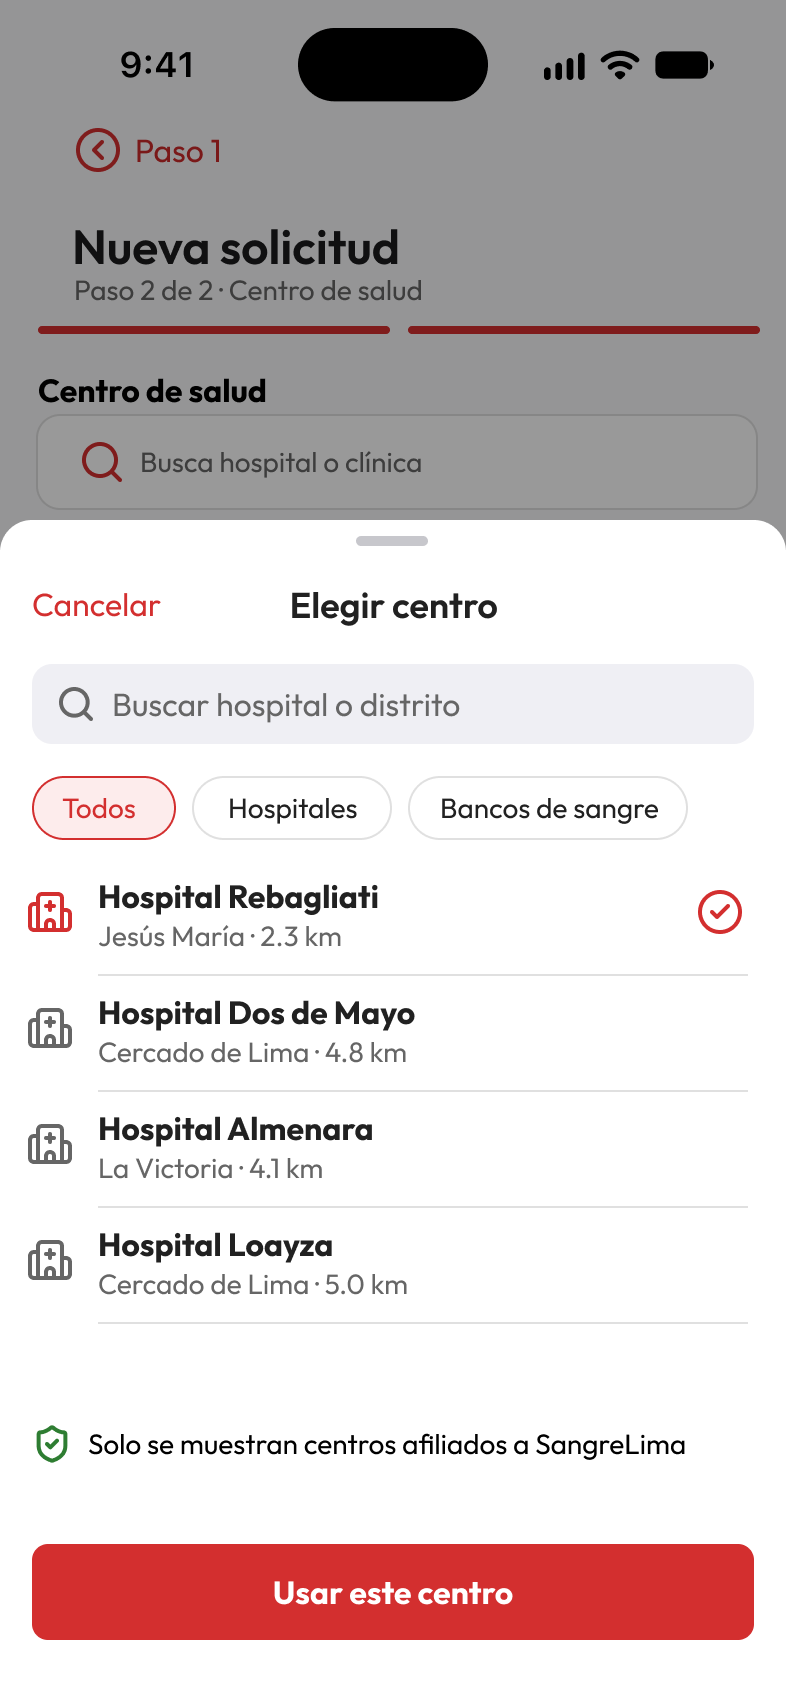 9:41
Paso 1
Nueva solicitud
Paso 2 de 2 · Centro de salud
Centro de salud
Busca hospital o clínica
Cancelar
Elegir centro
Buscar hospital o distrito
Todos
Hospitales
Bancos de sangre
Hospital Rebagliati
Jesús María · 2.3 km
Hospital Dos de Mayo
Cercado de Lima · 4.8 km
Hospital Almenara
La Victoria · 4.1 km
Hospital Loayza
Cercado de Lima · 5.0 km
Solo se muestran centros afiliados a SangreLima
Usar este centro